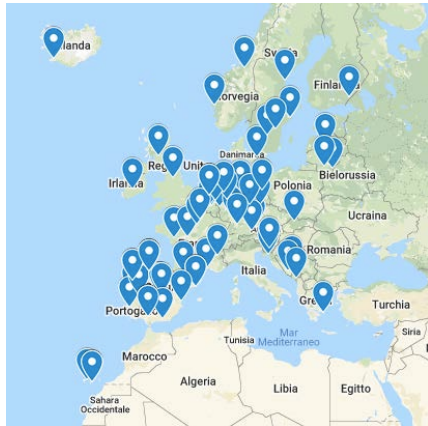 Islanda
Svezia
Norvegia
Finlandia
Danimarca
Regno Unito
Irlanda
Bielorussia
Polonia
Ucraina
Romania
Italia
Portogallo
Grecia
Turchia
Mar
Mediterraneo
Siria
Tunisia
Marocco
Algeria
Libia
Egitto
Sahara
Occidentale